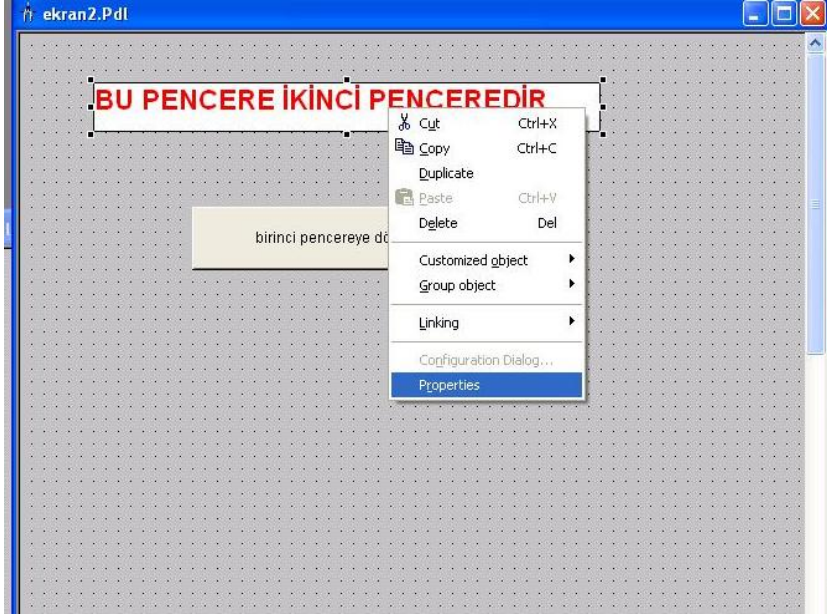 ekran2.Pdl
BU PENCERE İKİNCİ PENCEREDİR
birinci pencereye dö
Cut Ctrl+X
Copy Ctrl+C
Duplicate
Paste Ctrl+V
Delete Del
Customized object
Group object
Linking
Configuration Dialog...
Properties